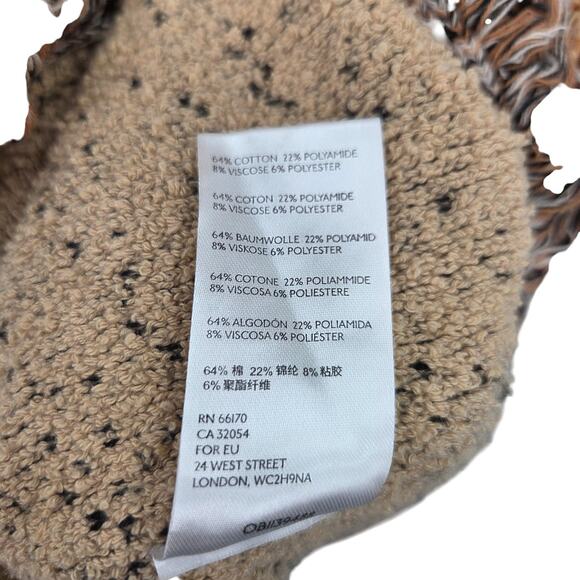 64% COTTON 22% POLYAMIDE
8% VISCOSE 6% POLYESTER
64% COTON 22% POLYAMIDE
8% VISCOSE 6% POLYESTER
64% BAUMWOLLE 22% POLYAMID
8% VISKOSE 6% POLYESTER
64% COTONE 22% POLIAMMIDE
8% VISCOSA 6% POLIESTERE
64% ALGODÓN 22% POLIAMIDA
8% VISCOSA 6% POLIÉSTER
64% 棉 22% 锦纶 8% 粘胶
6% 聚酯纤维
RN 66170
CA 32054
FOR EU
24 WEST STREET
LONDON, WC2H9NA